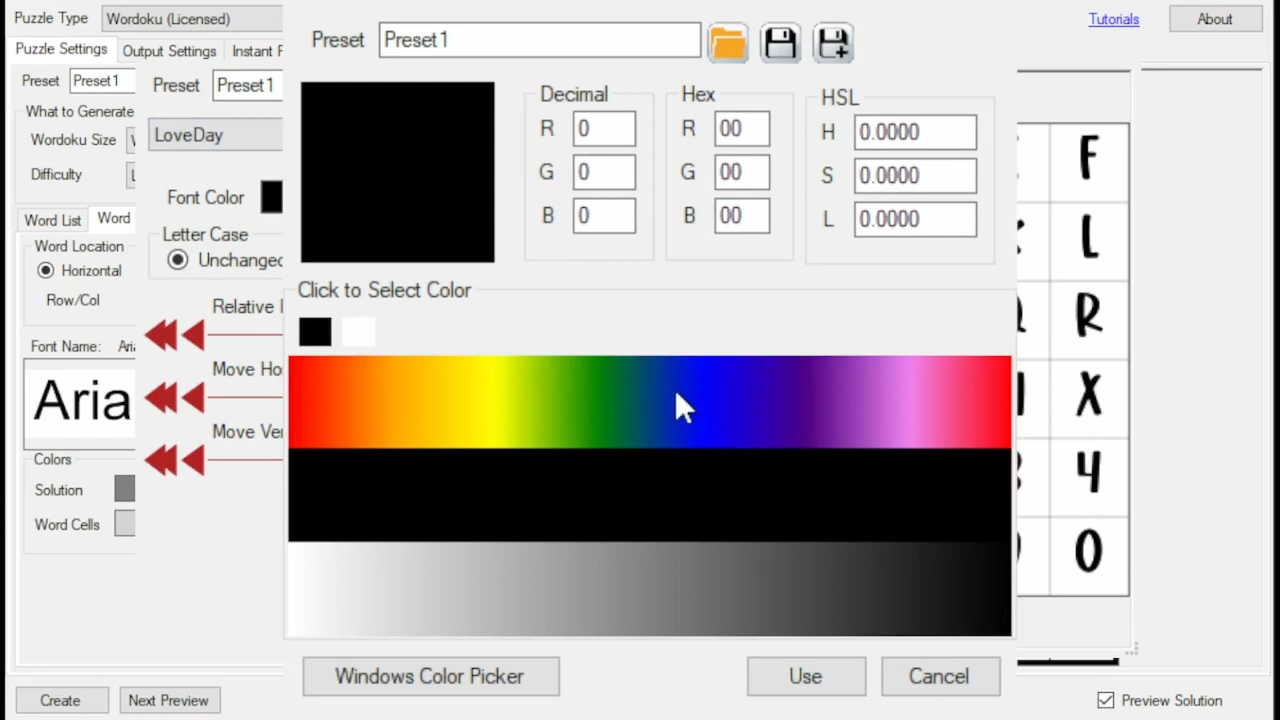 Puzzle Type Wordoku (Licensed) Tutorials About
Puzzle Settings Output Settings Instant
Preset Preset1
What to Generate
Wordoku Size
Difficulty
Word List Word
Word Location
Horizontal
Row/Col
Font Name:
Aria
Colors
Solution
Word Cells
Create Next Preview
Preset Preset1
LoveDay
Font Color
Letter Case
Unchanged
Relative
Move
Move
Preset Preset1
Decimal
R 0
G 0
B 0
Hex
R 00
G 00
B 00
HSL
H 0.0000
S 0.0000
L 0.0000
Click to Select Color
Windows Color Picker Use Cancel
F
L
R
X
4
O
Preview Solution